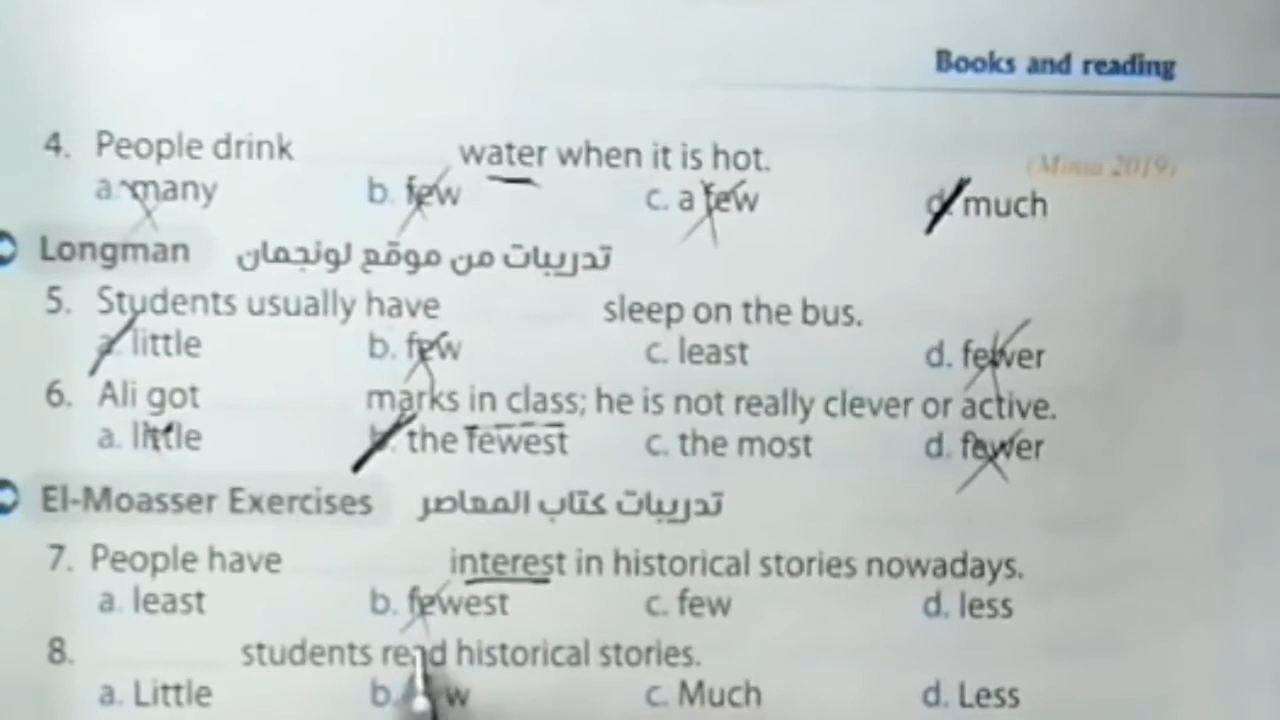 Books and reading
4. People drink water when it is hot. (Minia 2019)
a. many b. few c. a few d. much
Longman تدريبات من موقع لونجمان
5. Students usually have sleep on the bus.
a. little b. few c. least d. fewer
6. Ali got marks in class; he is not really clever or active.
a. little b. the fewest c. the most d. fewer
El-Moasser Exercises تدريبات كتاب المعاصر
7. People have interest in historical stories nowadays.
a. least b. fewest c. few d. less
8. students read historical stories.
a. Little b. c. Much d. Less